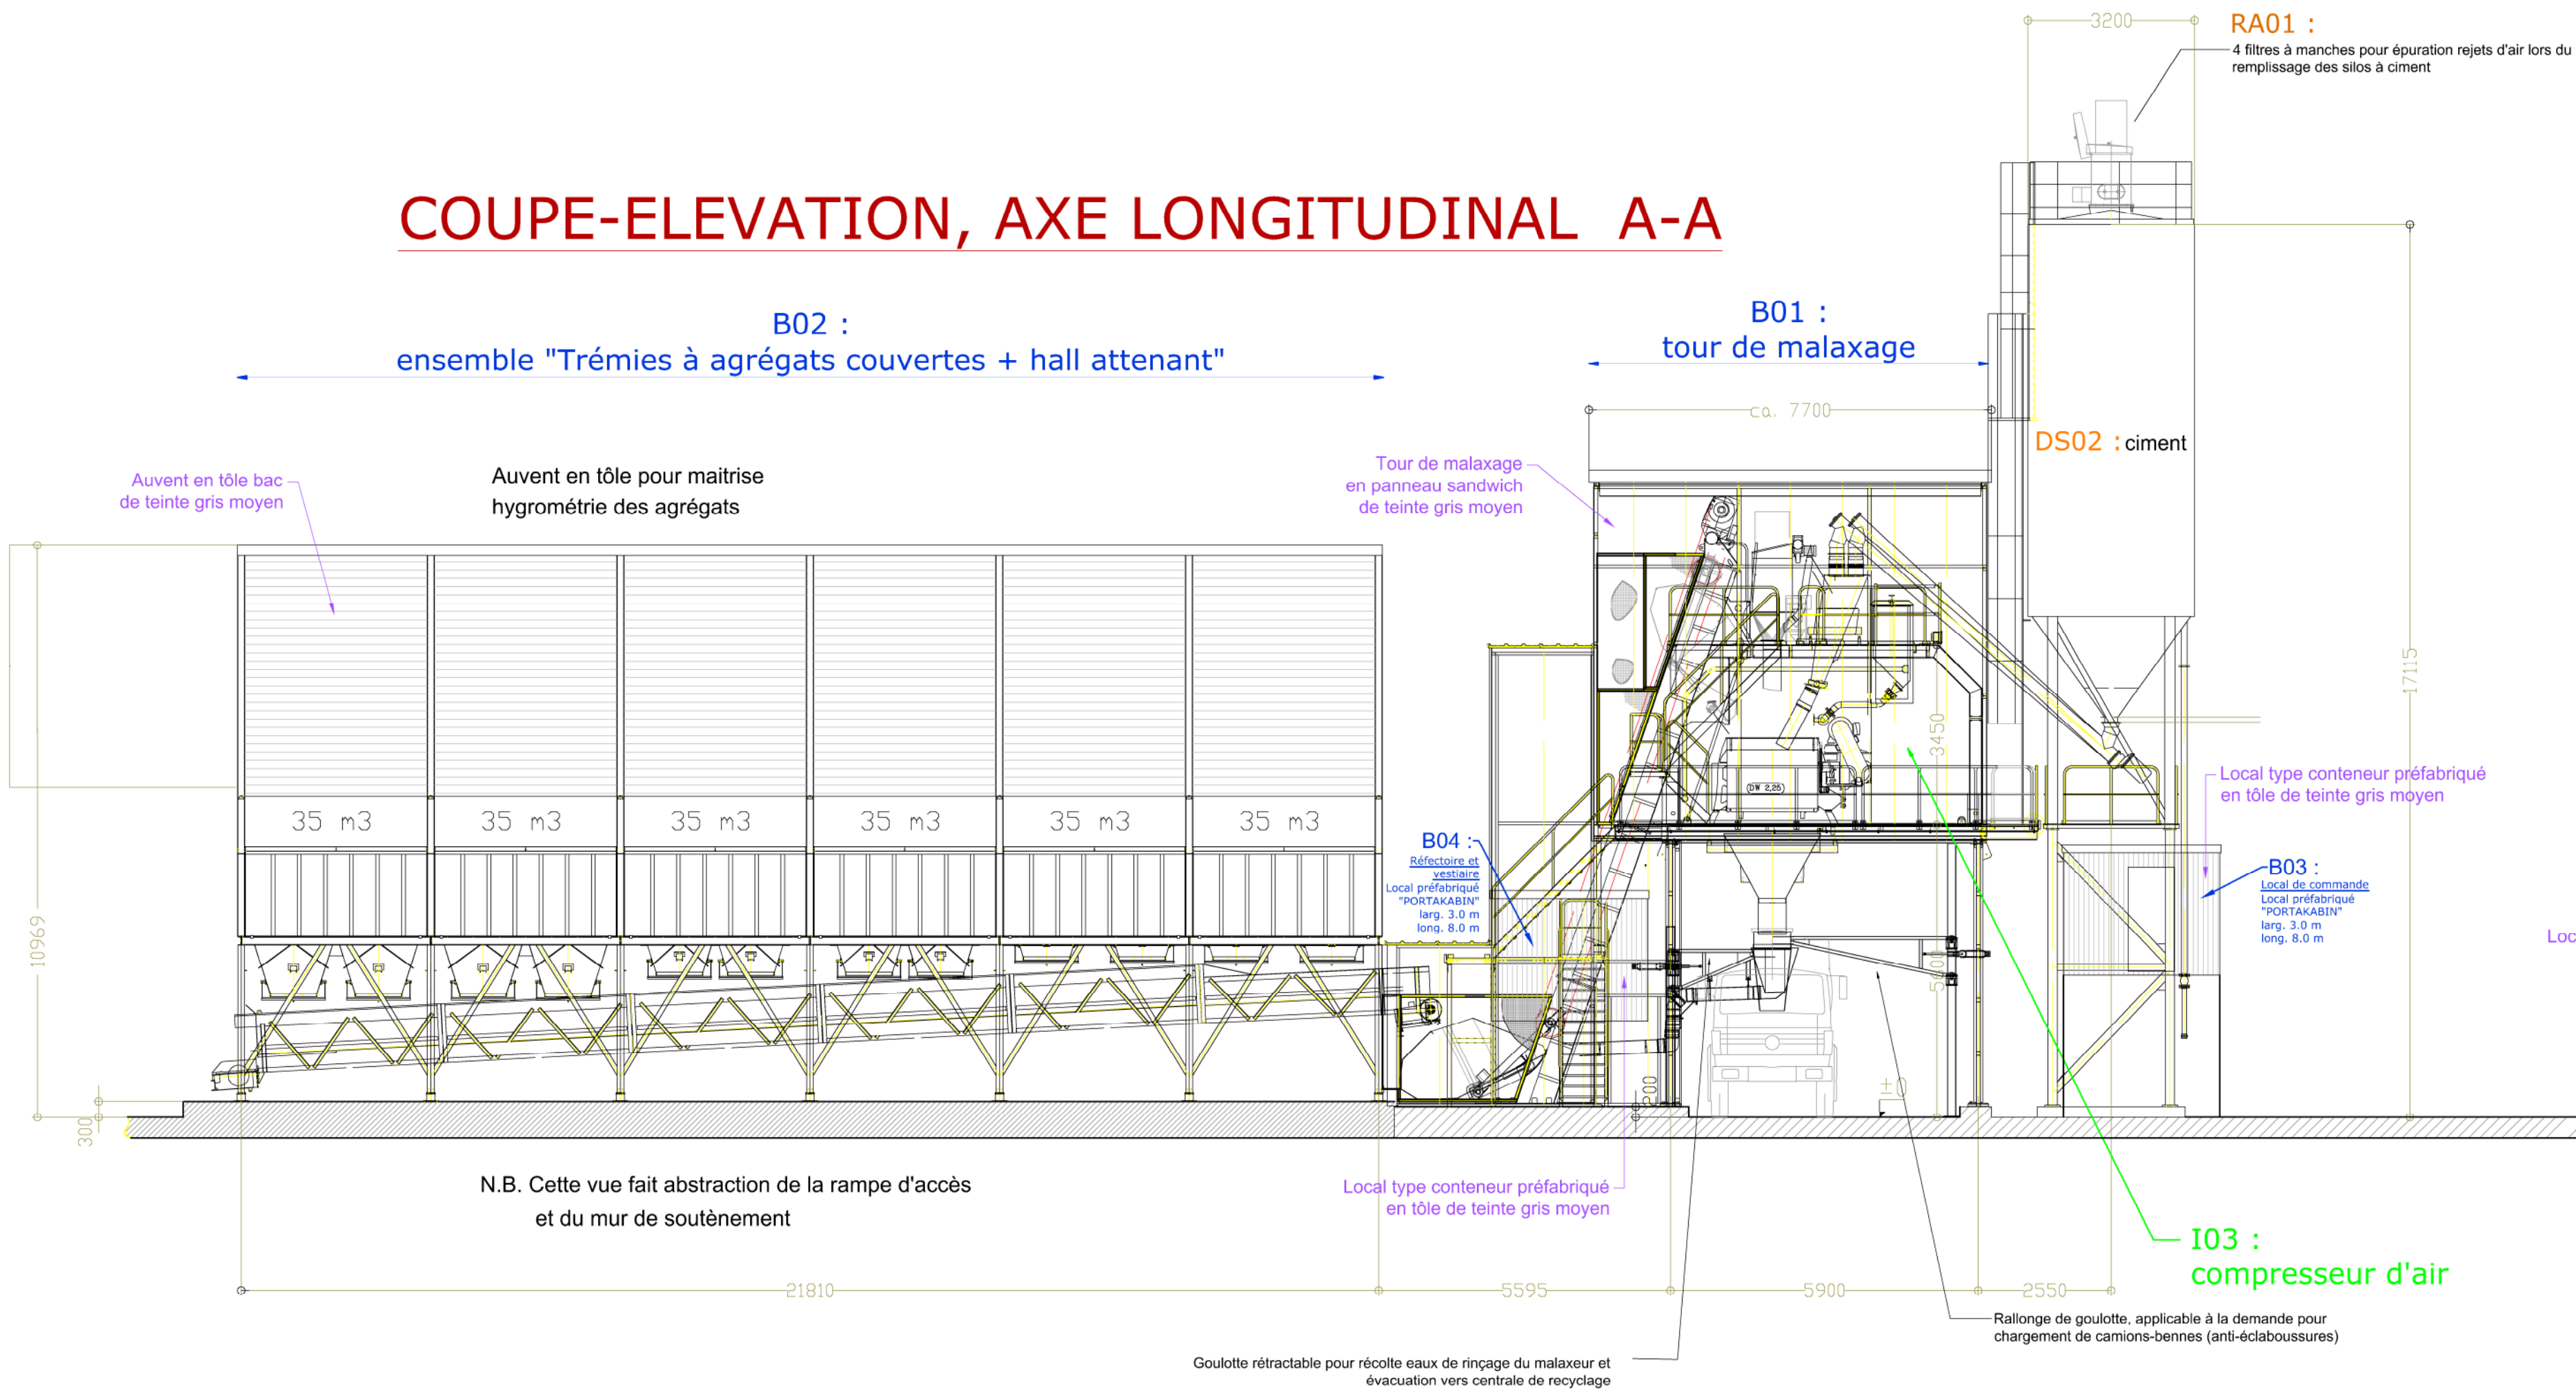 3200
RA01 :
4 filtres à manches pour épuration rejets d'air lors du
remplissage des silos à ciment
COUPE-ELEVATION, AXE LONGITUDINAL A-A
B02 :
ensemble "Trémies à agrégats couvertes + hall attenant"
B01 :
tour de malaxage
ca. 7700
DS02 : ciment
Auvent en tôle bac
de teinte gris moyen
Auvent en tôle pour maitrise
hygrométrie des agrégats
Tour de malaxage
en panneau sandwich
de teinte gris moyen
17115
3450
(DW 2,25)
Local type conteneur préfabriqué
en tôle de teinte gris moyen
35 m3
35 m3
35 m3
35 m3
35 m3
35 m3
B04 :
Réfectoire et
vestiaire
Local préfabriqué
"PORTAKABIN"
larg. 3.0 m
long. 8.0 m
B03 :
Local de commande
Local préfabriqué
"PORTAKABIN"
larg. 3.0 m
long. 8.0 m
Loc
10969
300
200
±0
N.B. Cette vue fait abstraction de la rampe d'accès
et du mur de soutènement
Local type conteneur préfabriqué
en tôle de teinte gris moyen
I03 :
compresseur d'air
21810
5595
5900
2550
Rallonge de goulotte, applicable à la demande pour
chargement de camions-bennes (anti-éclaboussures)
Goulotte rétractable pour récolte eaux de rinçage du malaxeur et
évacuation vers centrale de recyclage